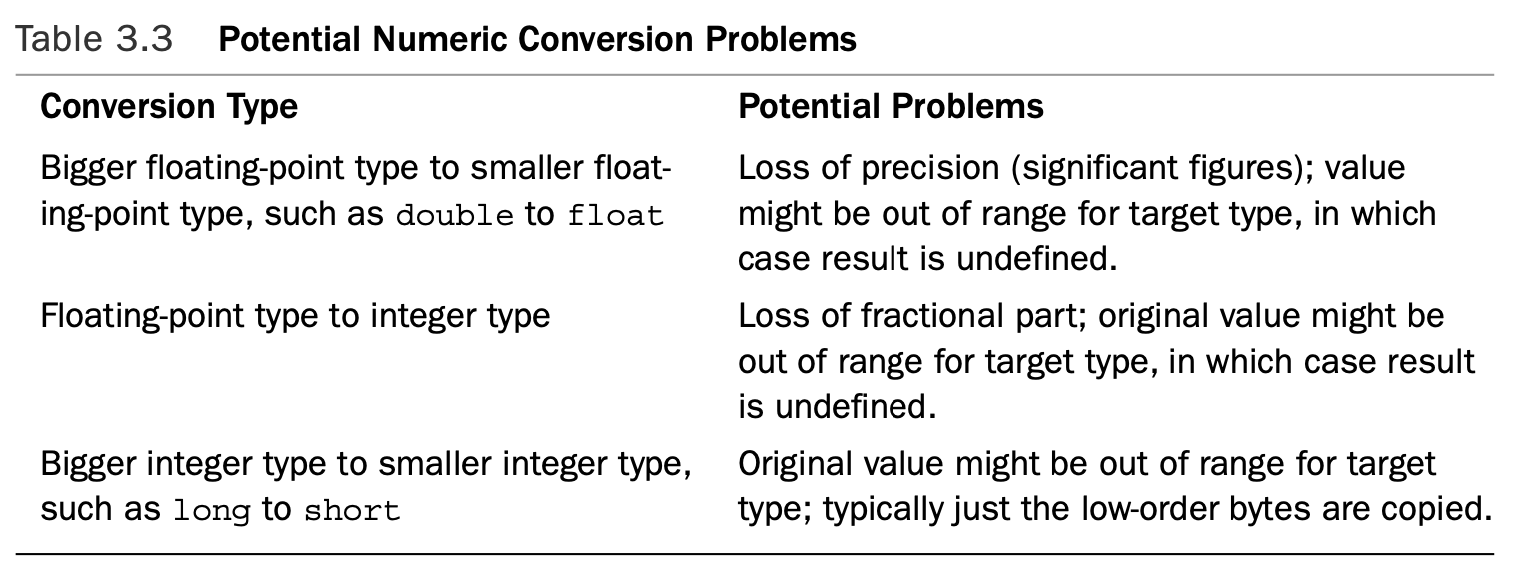 Table 3.3 Potential Numeric Conversion Problems
Conversion Type Potential Problems
Bigger floating-point type to smaller float-
ing-point type, such as double to float
Loss of precision (significant figures); value
might be out of range for target type, in which
case result is undefined.
Floating-point type to integer type
Loss of fractional part; original value might be
out of range for target type, in which case result
is undefined.
Bigger integer type to smaller integer type,
such as long to short
Original value might be out of range for target
type; typically just the low-order bytes are copied.